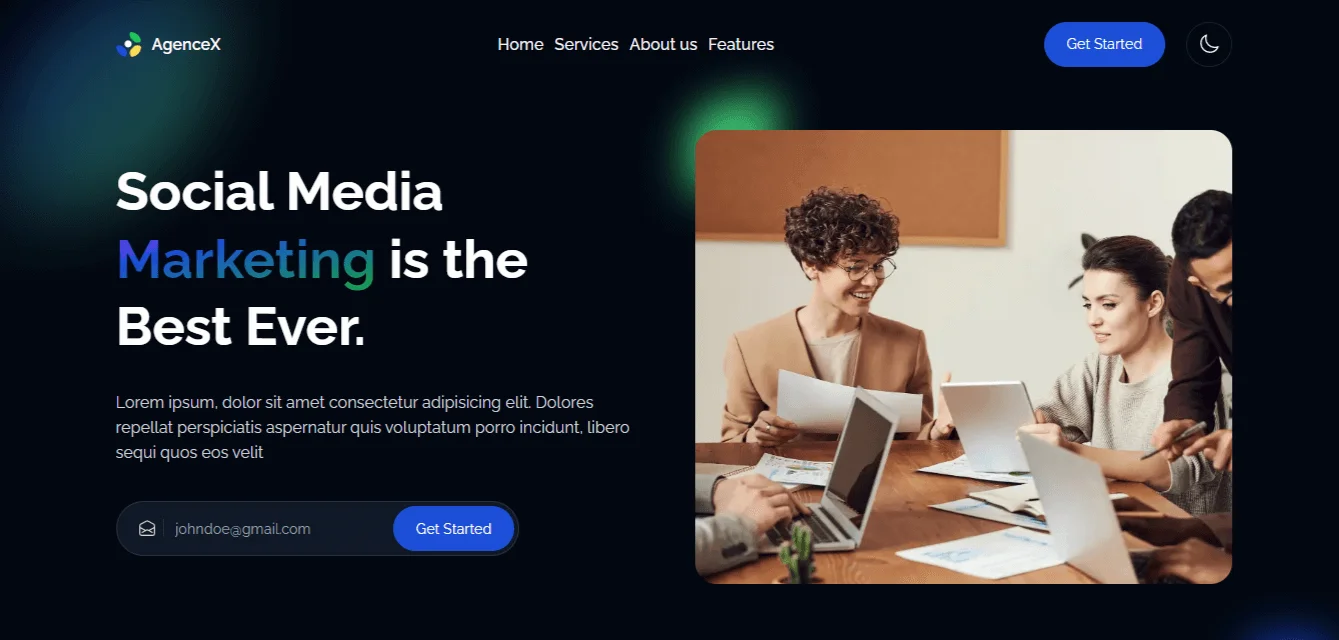 AgenceX
Home Services About us Features
Get Started
Social Media
Marketing is the
Best Ever.
Lorem ipsum, dolor sit amet consectetur adipisicing elit. Dolores
repellat perspiciatis aspernatur quis voluptatum porro incidunt, libero
sequi quos eos velit
johndoe@gmail.com
Get Started